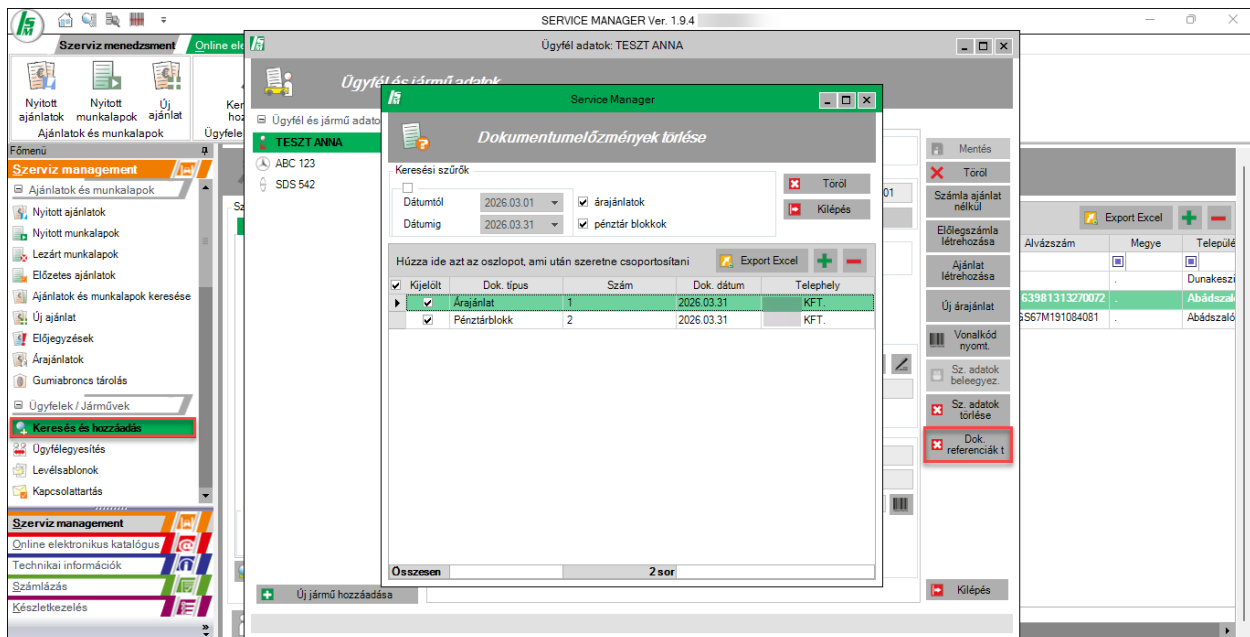 SERVICE MANAGER Ver. 1.9.4
Szerviz menedzsment
Online ele
Nyitott ajánlatok
Nyitott munkalapok
Új ajánlat
Ker
hoz
Ajánlatok és munkalapok
Ügyfele
Főmenü
Szerviz management
Ajánlatok és munkalapok
Nyitott ajánlatok
Nyitott munkalapok
Lezárt munkalapok
Előzetes ajánlatok
Ajánlatok és munkalapok keresése
Új ajánlat
Előjegyzések
Árajánlatok
Gumiabroncs tárolás
Ügyfelek / Járművek
Keresés és hozzáadás
Ügyfélegyesítés
Levélsablonok
Kapcsolattartás
Szerviz management
Online elektronikus katalógus
Technikai információk
Számlázás
Készletkezelés
Sz
Ügyfél adatok: TESZT ANNA
Ügyfél és jármű adatok
Ügyfél és jármű adato
TESZT ANNA
ABC 123
SDS 542
Új jármű hozzáadása
Service Manager
Dokumentumelőzmények törlése
Keresési szűrők
Dátumtól 2026.03.01
árajánlatok
Dátumig 2026.03.31
pénztár blokkok
Töröl
Kilépés
Húzza ide azt az oszlopot, ami után szeretne csoportosítani
Export Excel
Kijelölt Dok. típus Szám Dok. dátum Telephely
Árajánlat 1 2026.03.31 KFT.
Pénztárblokk 2 2026.03.31 KFT.
Összesen 2 sor
01
Mentés
Töröl
Számla ajánlat
nélkül
Előlegszámla
létrehozása
Ajánlat
létrehozása
Új árajánlat
Vonalkód
nyomt.
Sz. adatok
beleegyez.
Sz. adatok
törlése
Dok.
referenciák t
Kilépés
Export Excel
Alvázszám Megye Települé
Dunakeszi
63981313270072 . Abádszal
SS67M191084081 . Abádszaló